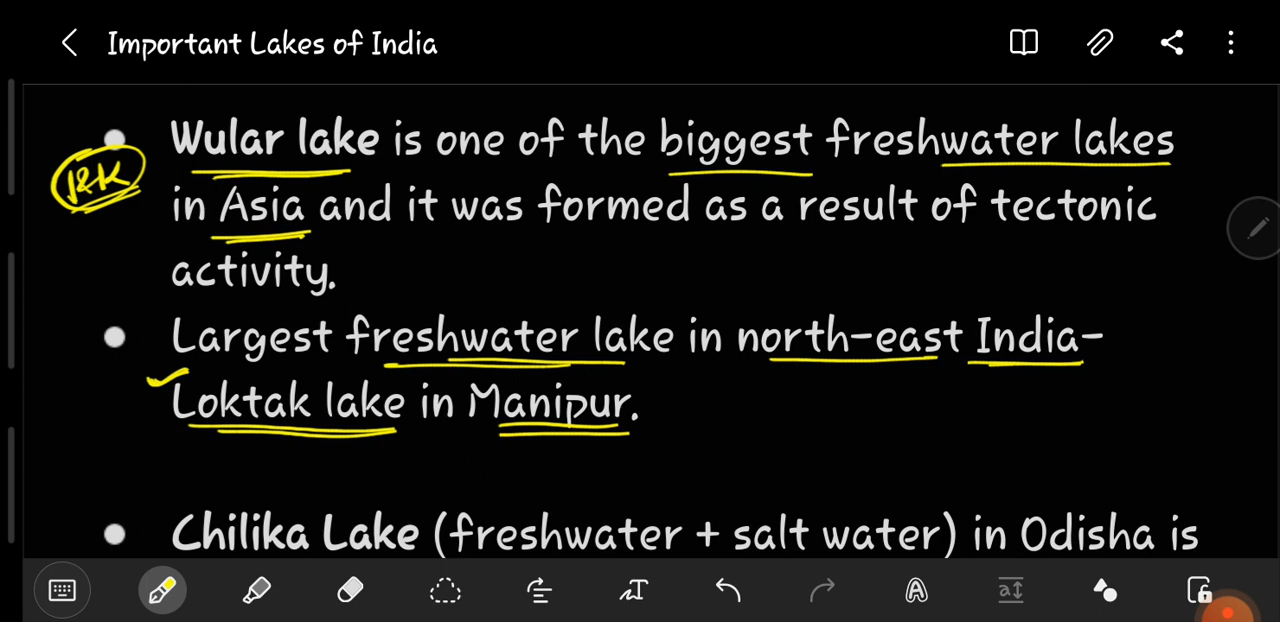 Important Lakes of India
Wular lake is one of the biggest freshwater lakes
J&K
in Asia and it was formed as a result of tectonic
activity.
Largest freshwater lake in north-east India-
Loktak lake in Manipur.
Chilika Lake (freshwater + salt water) in Odisha is